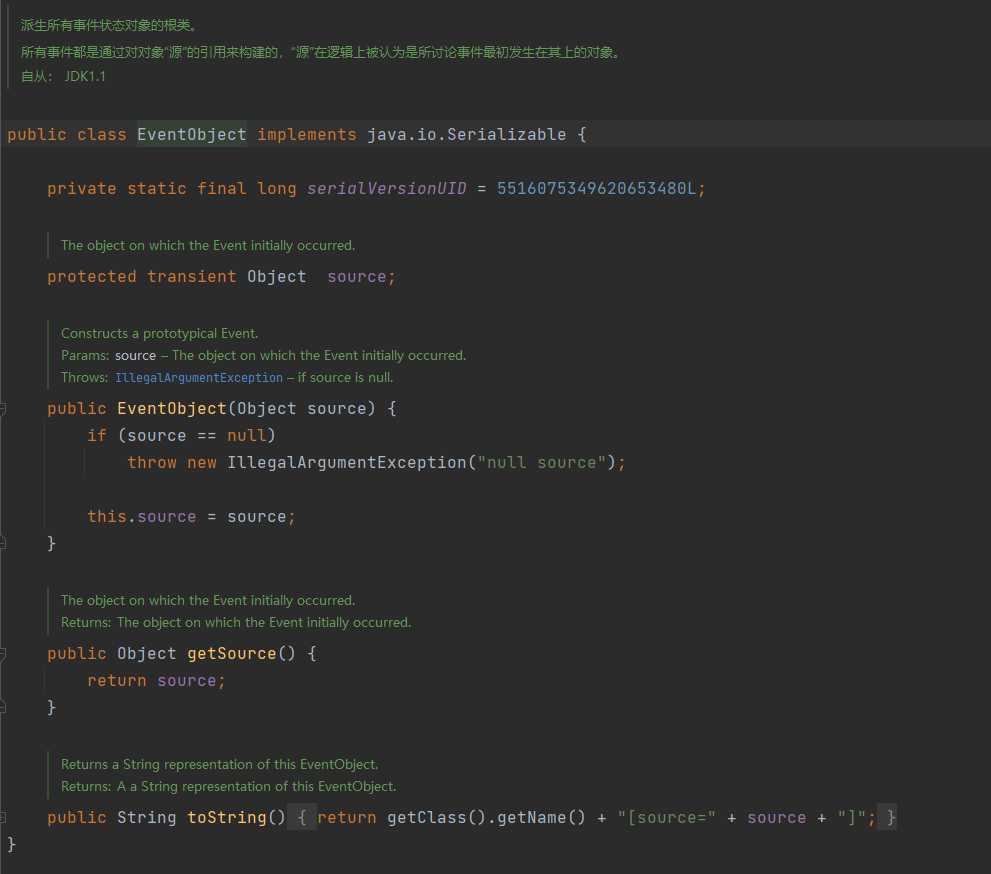 派生所有事件状态对象的根类。
所有事件都是通过对对象“源”的引用来构建的，“源”在逻辑上被认为是所讨论事件最初发生在其上的对象。
自从： JDK1.1
public class EventObject implements java.io.Serializable {
private static final long serialVersionUID = 5516075349620653480L;
The object on which the Event initially occurred.
protected transient Object  source;
Constructs a prototypical Event.
Params: source – The object on which the Event initially occurred.
Throws: IllegalArgumentException – if source is null.
public EventObject(Object source) {
if (source == null)
throw new IllegalArgumentException("null source");
this.source = source;
}
The object on which the Event initially occurred.
Returns: The object on which the Event initially occurred.
public Object getSource() {
return source;
}
Returns a String representation of this EventObject.
Returns: A a String representation of this EventObject.
public String toString() { return getClass().getName() + "[source=" + source + "]"; }
}